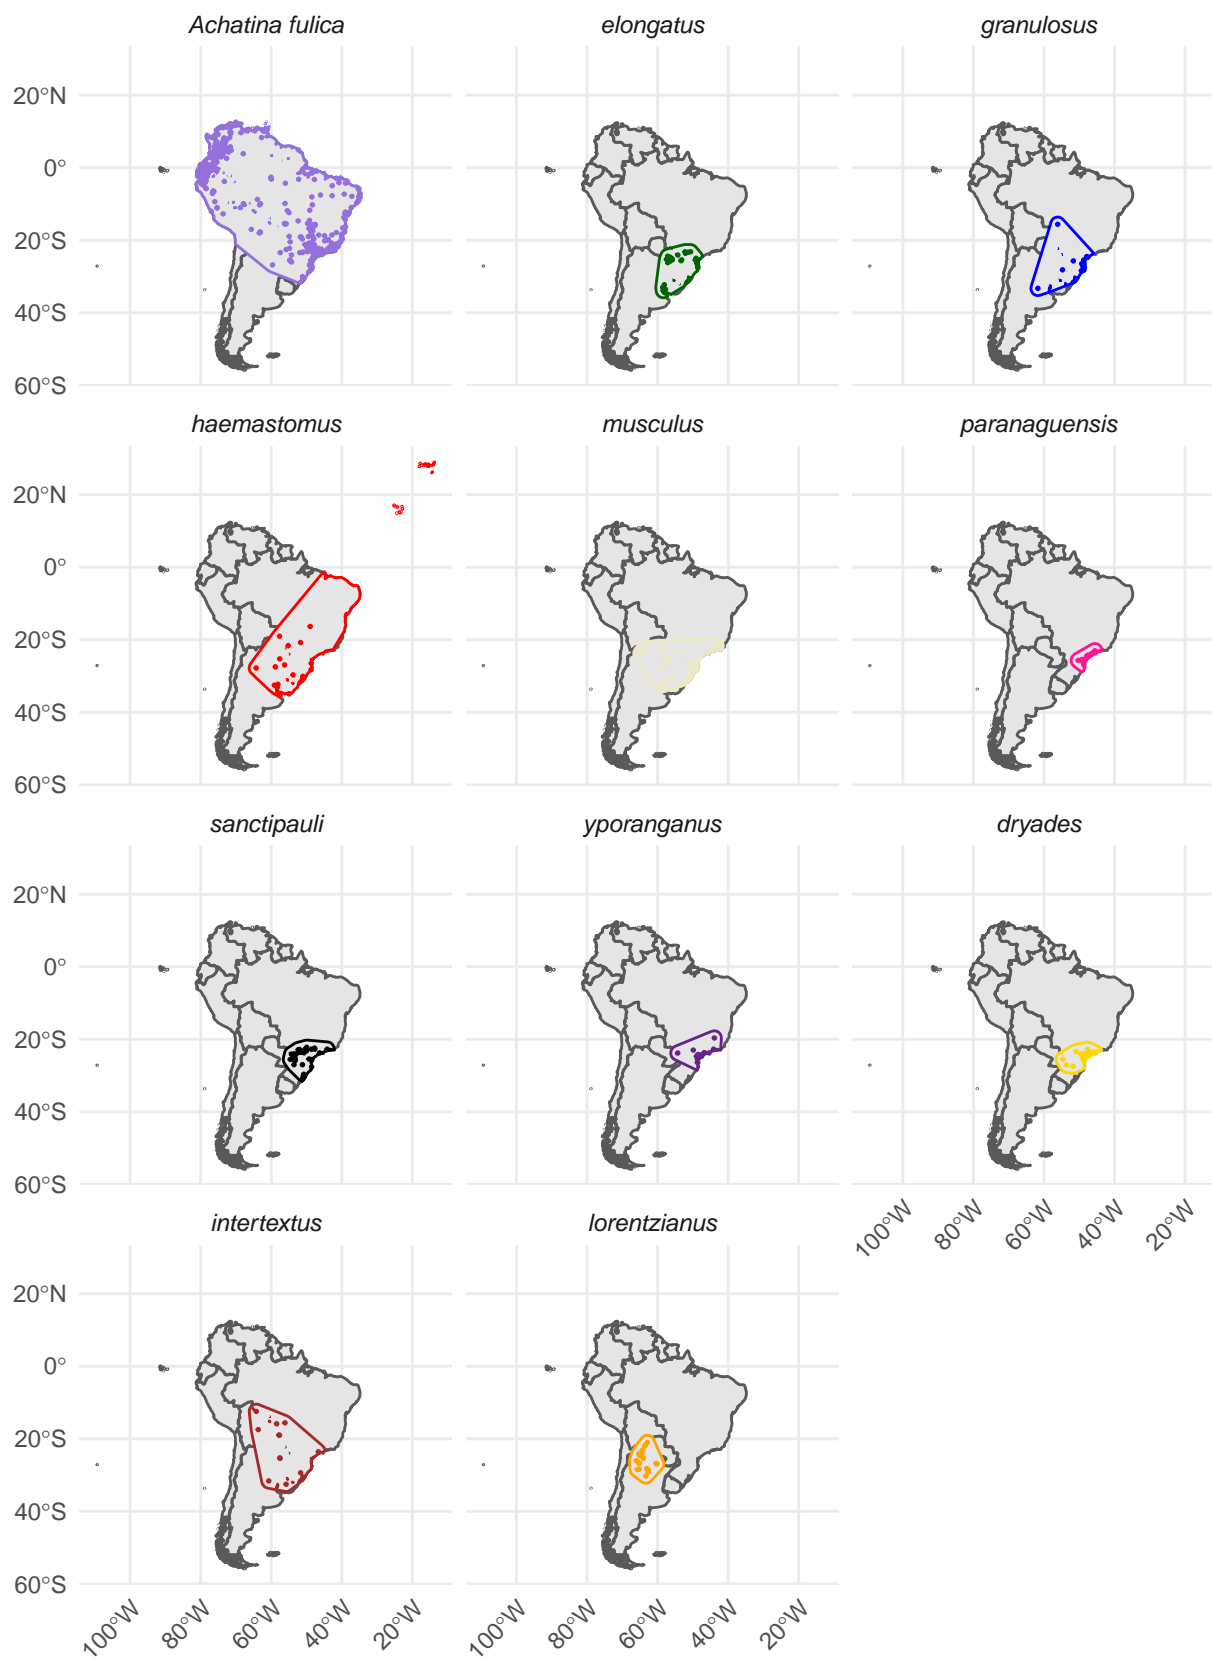 Achatina fulica elongatus granulosus
20°N
0°
20°S
40°S
60°S
haemastomus musculus paranaguensis
20°N
0°
20°S
40°S
60°S
sanctipauli yporanganus dryades
20°N
0°
20°S
40°S
60°S
100°W 80°W 60°W 40°W 20°W
intertextus lorentzianus
20°N
0°
20°S
40°S
60°S
100°W 80°W 60°W 40°W 20°W 100°W 80°W 60°W 40°W 20°W